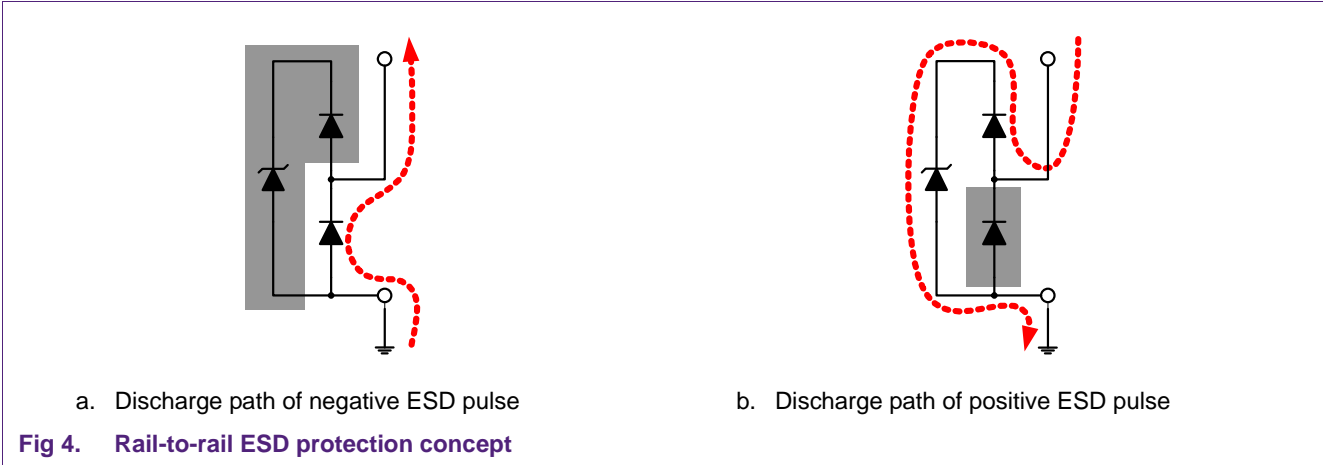 a. Discharge path of negative ESD pulse
b. Discharge path of positive ESD pulse
Fig 4. Rail-to-rail ESD protection concept